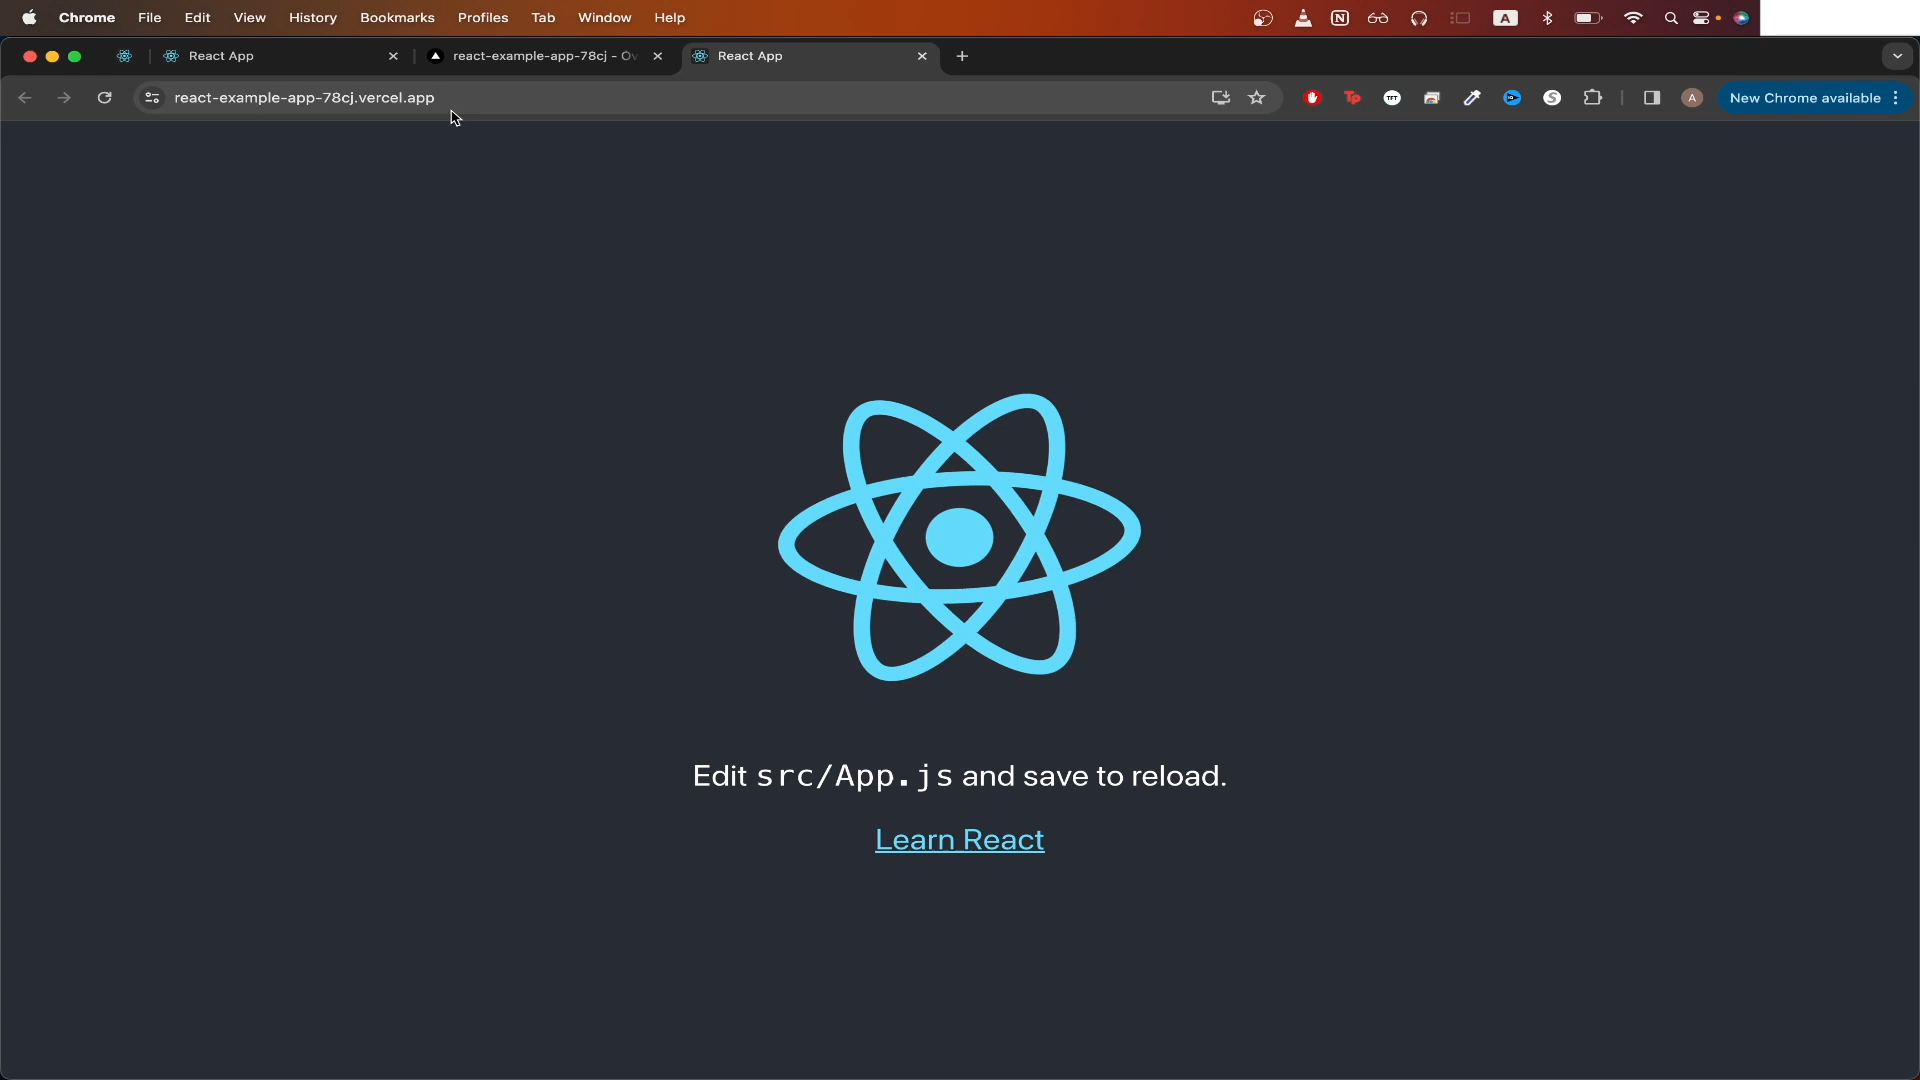 Chrome File Edit View History Bookmarks Profiles Tab Window Help A
React App react-example-app-78cj - Ov React App
react-example-app-78cj.vercel.app Tp TFT A New Chrome available
Edit src/App.js and save to reload.
Learn React